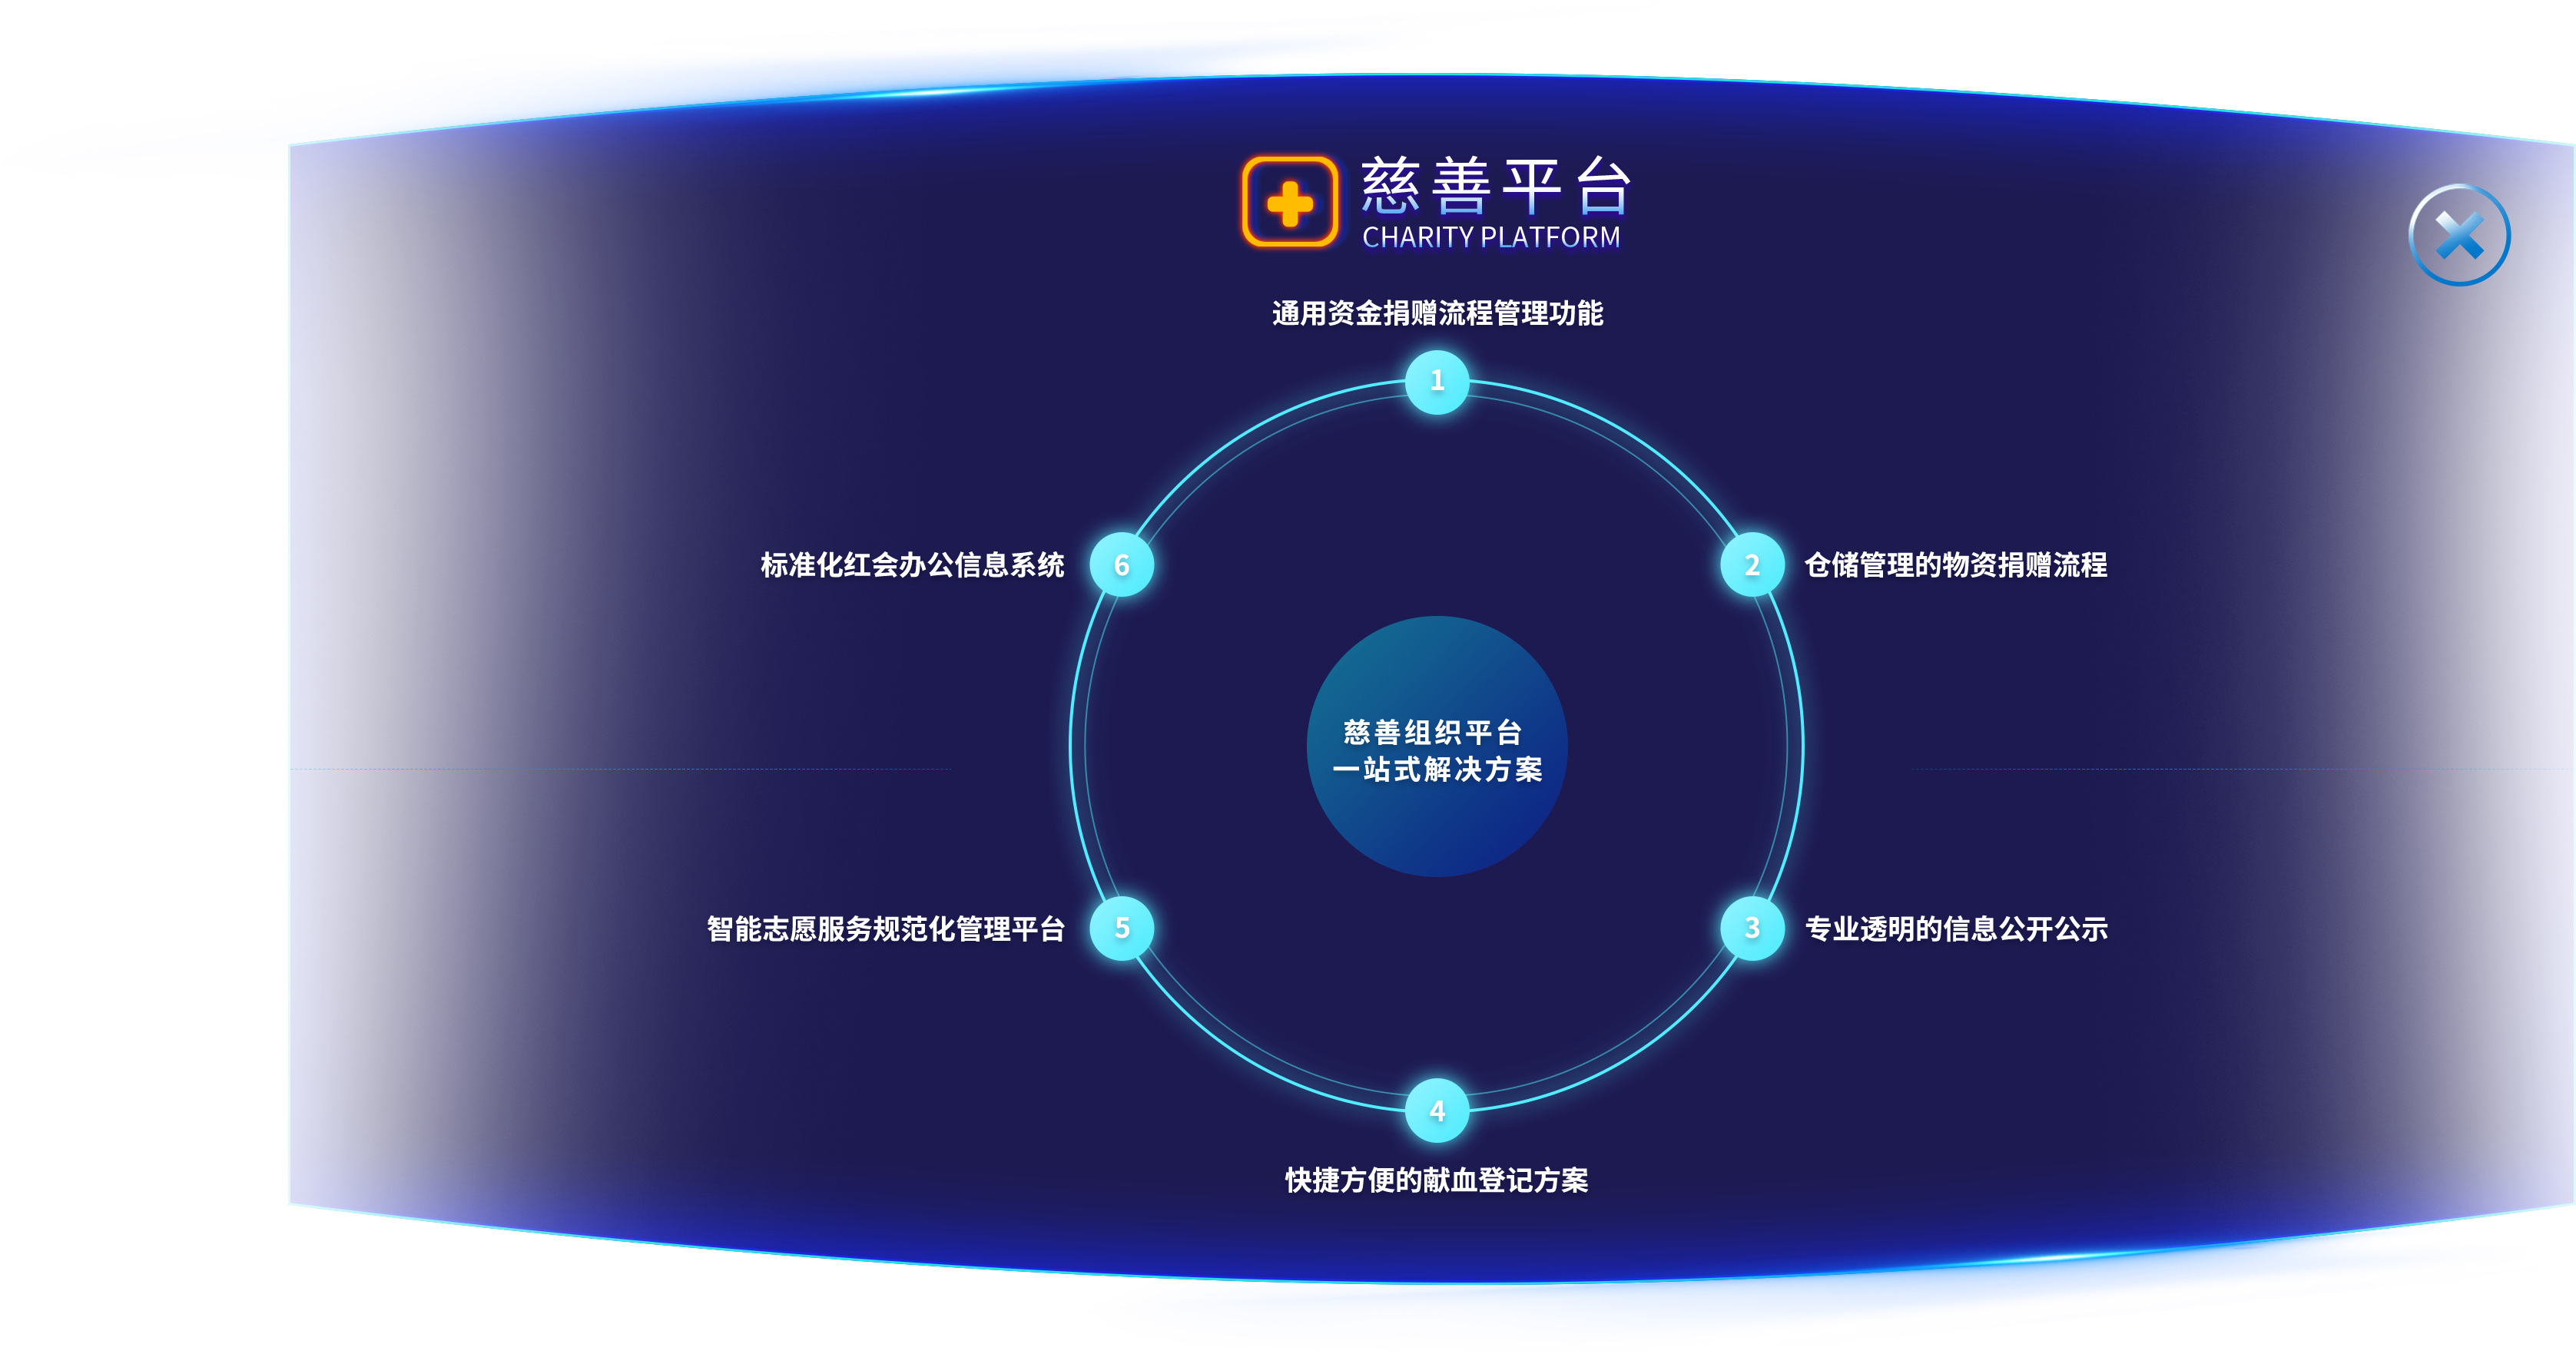 慈善平台
CHARITY PLATFORM
通用资金捐赠流程管理功能
1
6
标准化红会办公信息系统
2
仓储管理的物资捐赠流程
慈善组织平台
一站式解决方案
5
智能志愿服务规范化管理平台
3
专业透明的信息公开公示
4
快捷方便的献血登记方案